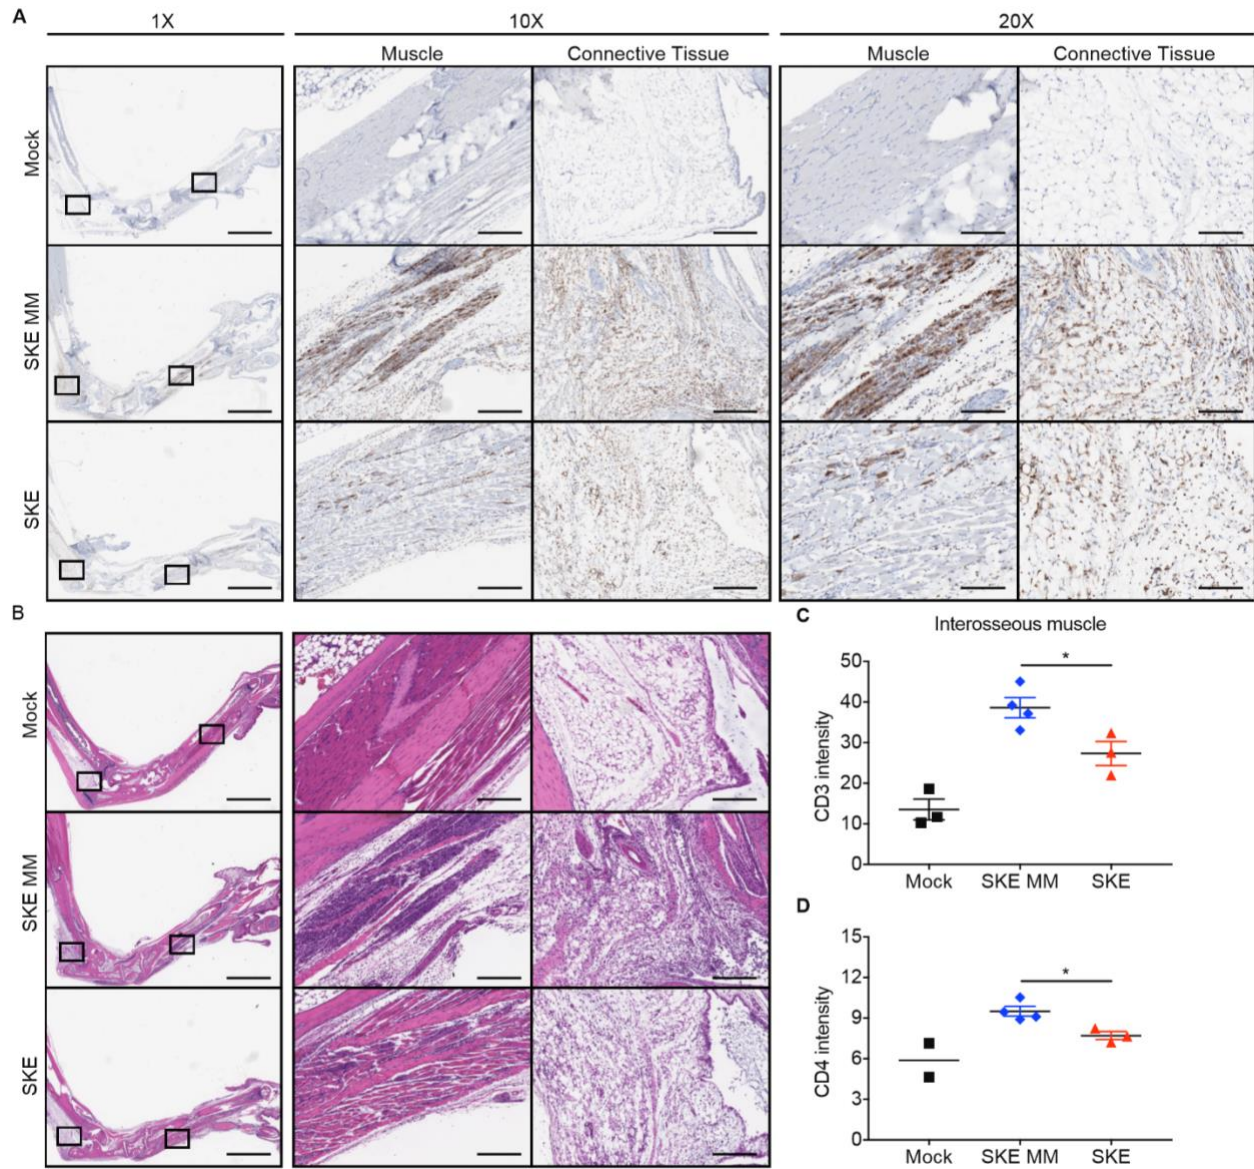 A
1X
10X
20X
Muscle
Connective Tissue
Muscle
Connective Tissue
Mock
SKE MM
SKE
B
Mock
SKE MM
SKE
C
Interosseous muscle
*
CD3 intensity
50
40
30
20
10
0
Mock
SKE MM
SKE
D
*
CD4 intensity
15
12
9
6
3
0
Mock
SKE MM
SKE